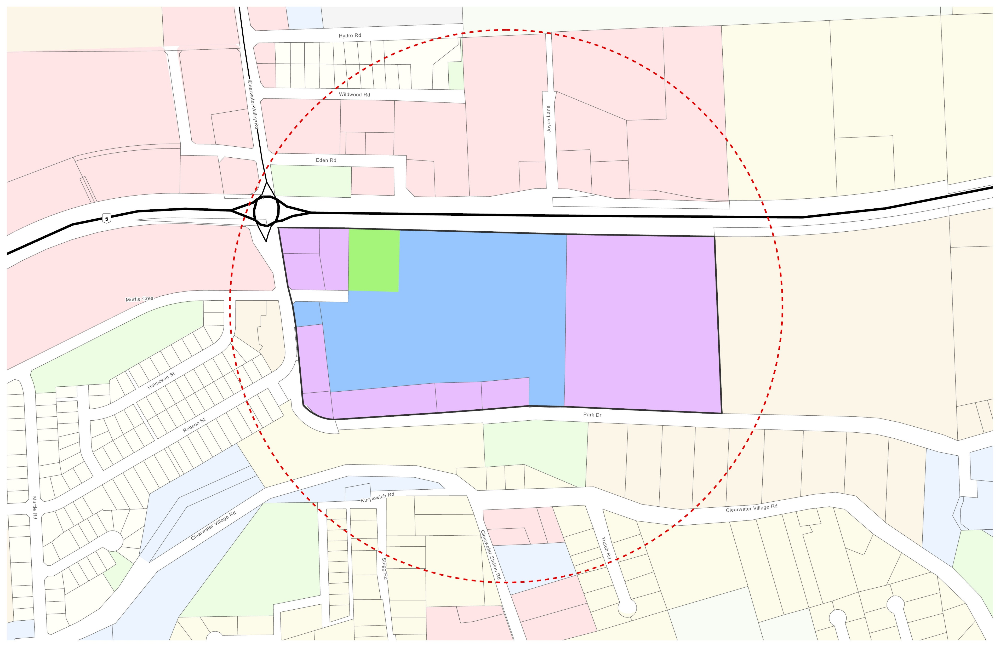 Hydro Rd
Clearwater Valley Rd
Wildwood Rd
Joyce Lane
Eden Rd
5
Murtle Cres
Helmcken St
Robson St
Park Dr
Murtle Rd
Kurylowich Rd
Clearwater Village Rd
Clearwater Village Rd
Clearwater Station Rd
Trutch Rd
Stegg Rd